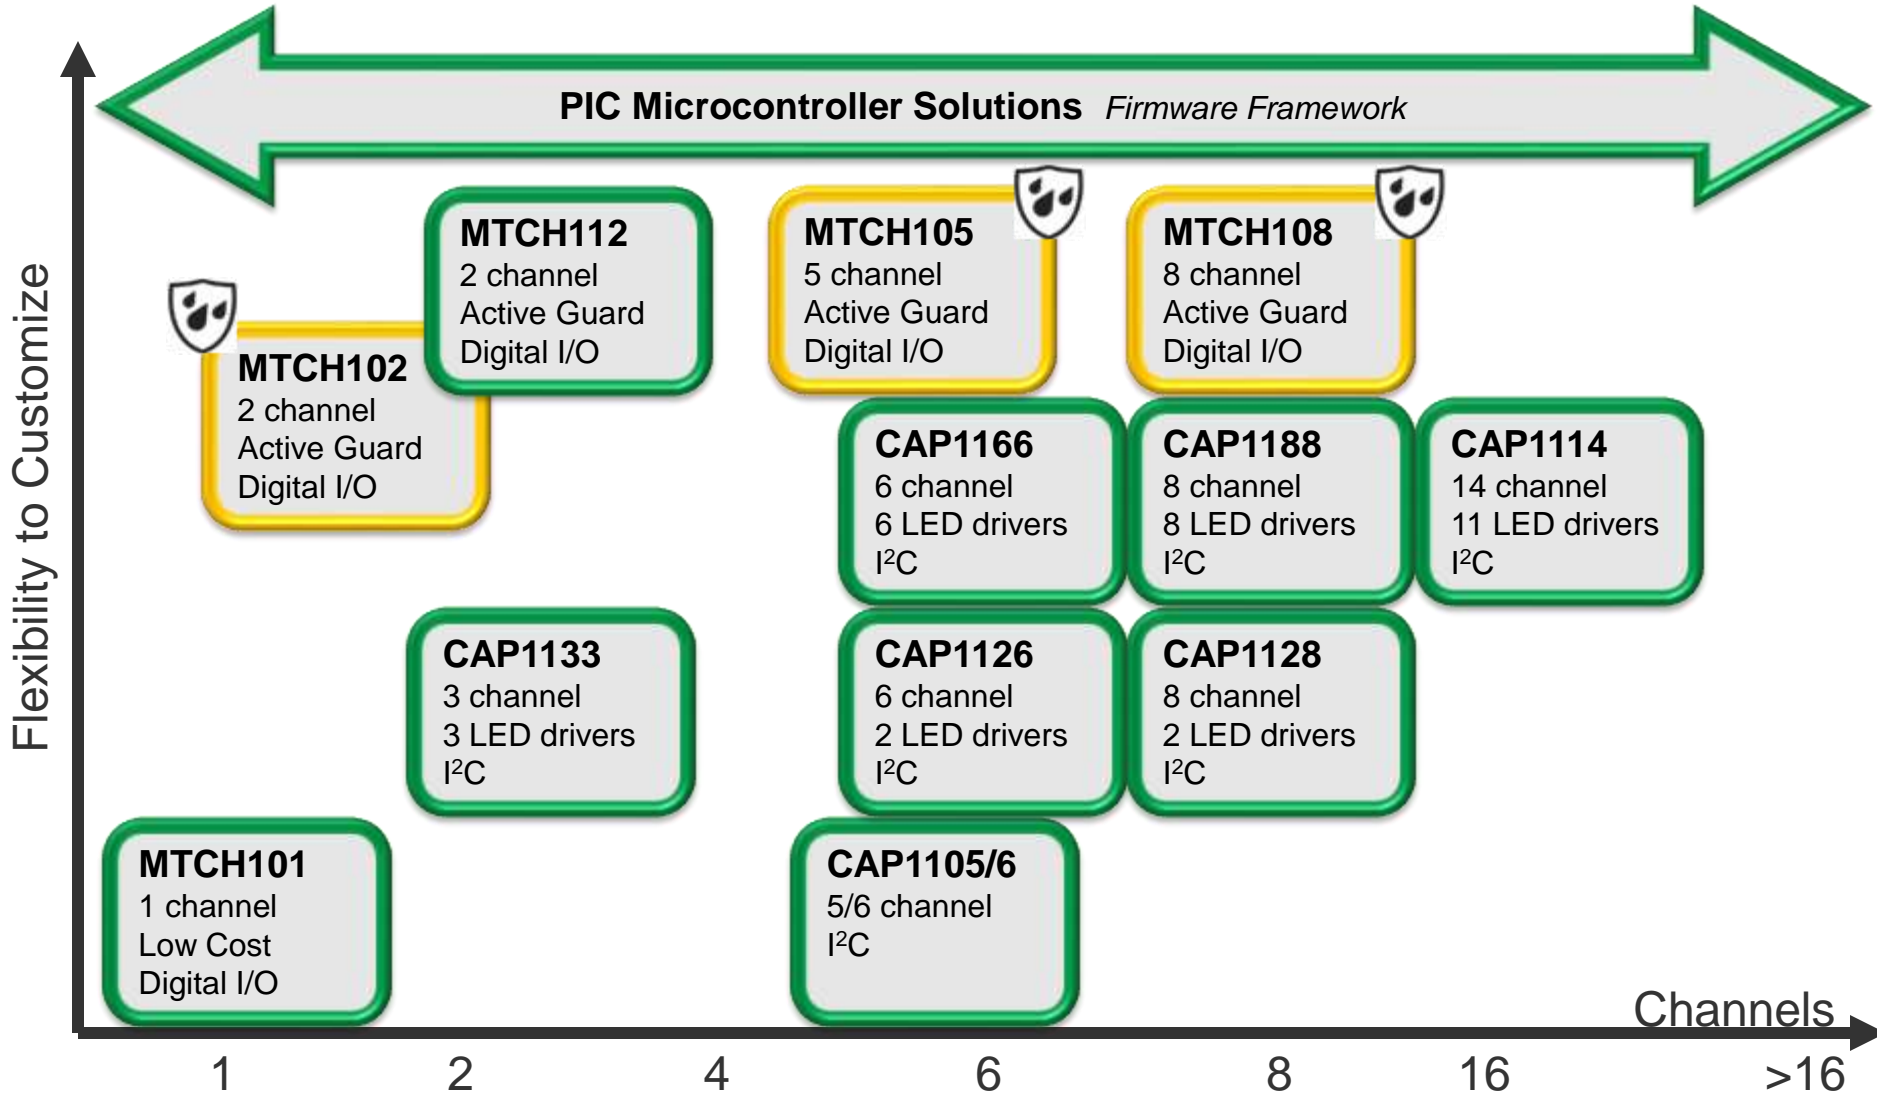 PIC Microcontroller Solutions Firmware Framework
Flexibility to Customize
MTCH112
2 channel
Active Guard
Digital I/O
MTCH105
5 channel
Active Guard
Digital I/O
MTCH108
8 channel
Active Guard
Digital I/O
MTCH102
2 channel
Active Guard
Digital I/O
CAP1166
6 channel
6 LED drivers
I²C
CAP1188
8 channel
8 LED drivers
I²C
CAP1114
14 channel
11 LED drivers
I²C
CAP1133
3 channel
3 LED drivers
I²C
CAP1126
6 channel
2 LED drivers
I²C
CAP1128
8 channel
2 LED drivers
I²C
MTCH101
1 channel
Low Cost
Digital I/O
CAP1105/6
5/6 channel
I²C
Channels
1 2 4 6 8 16 >16